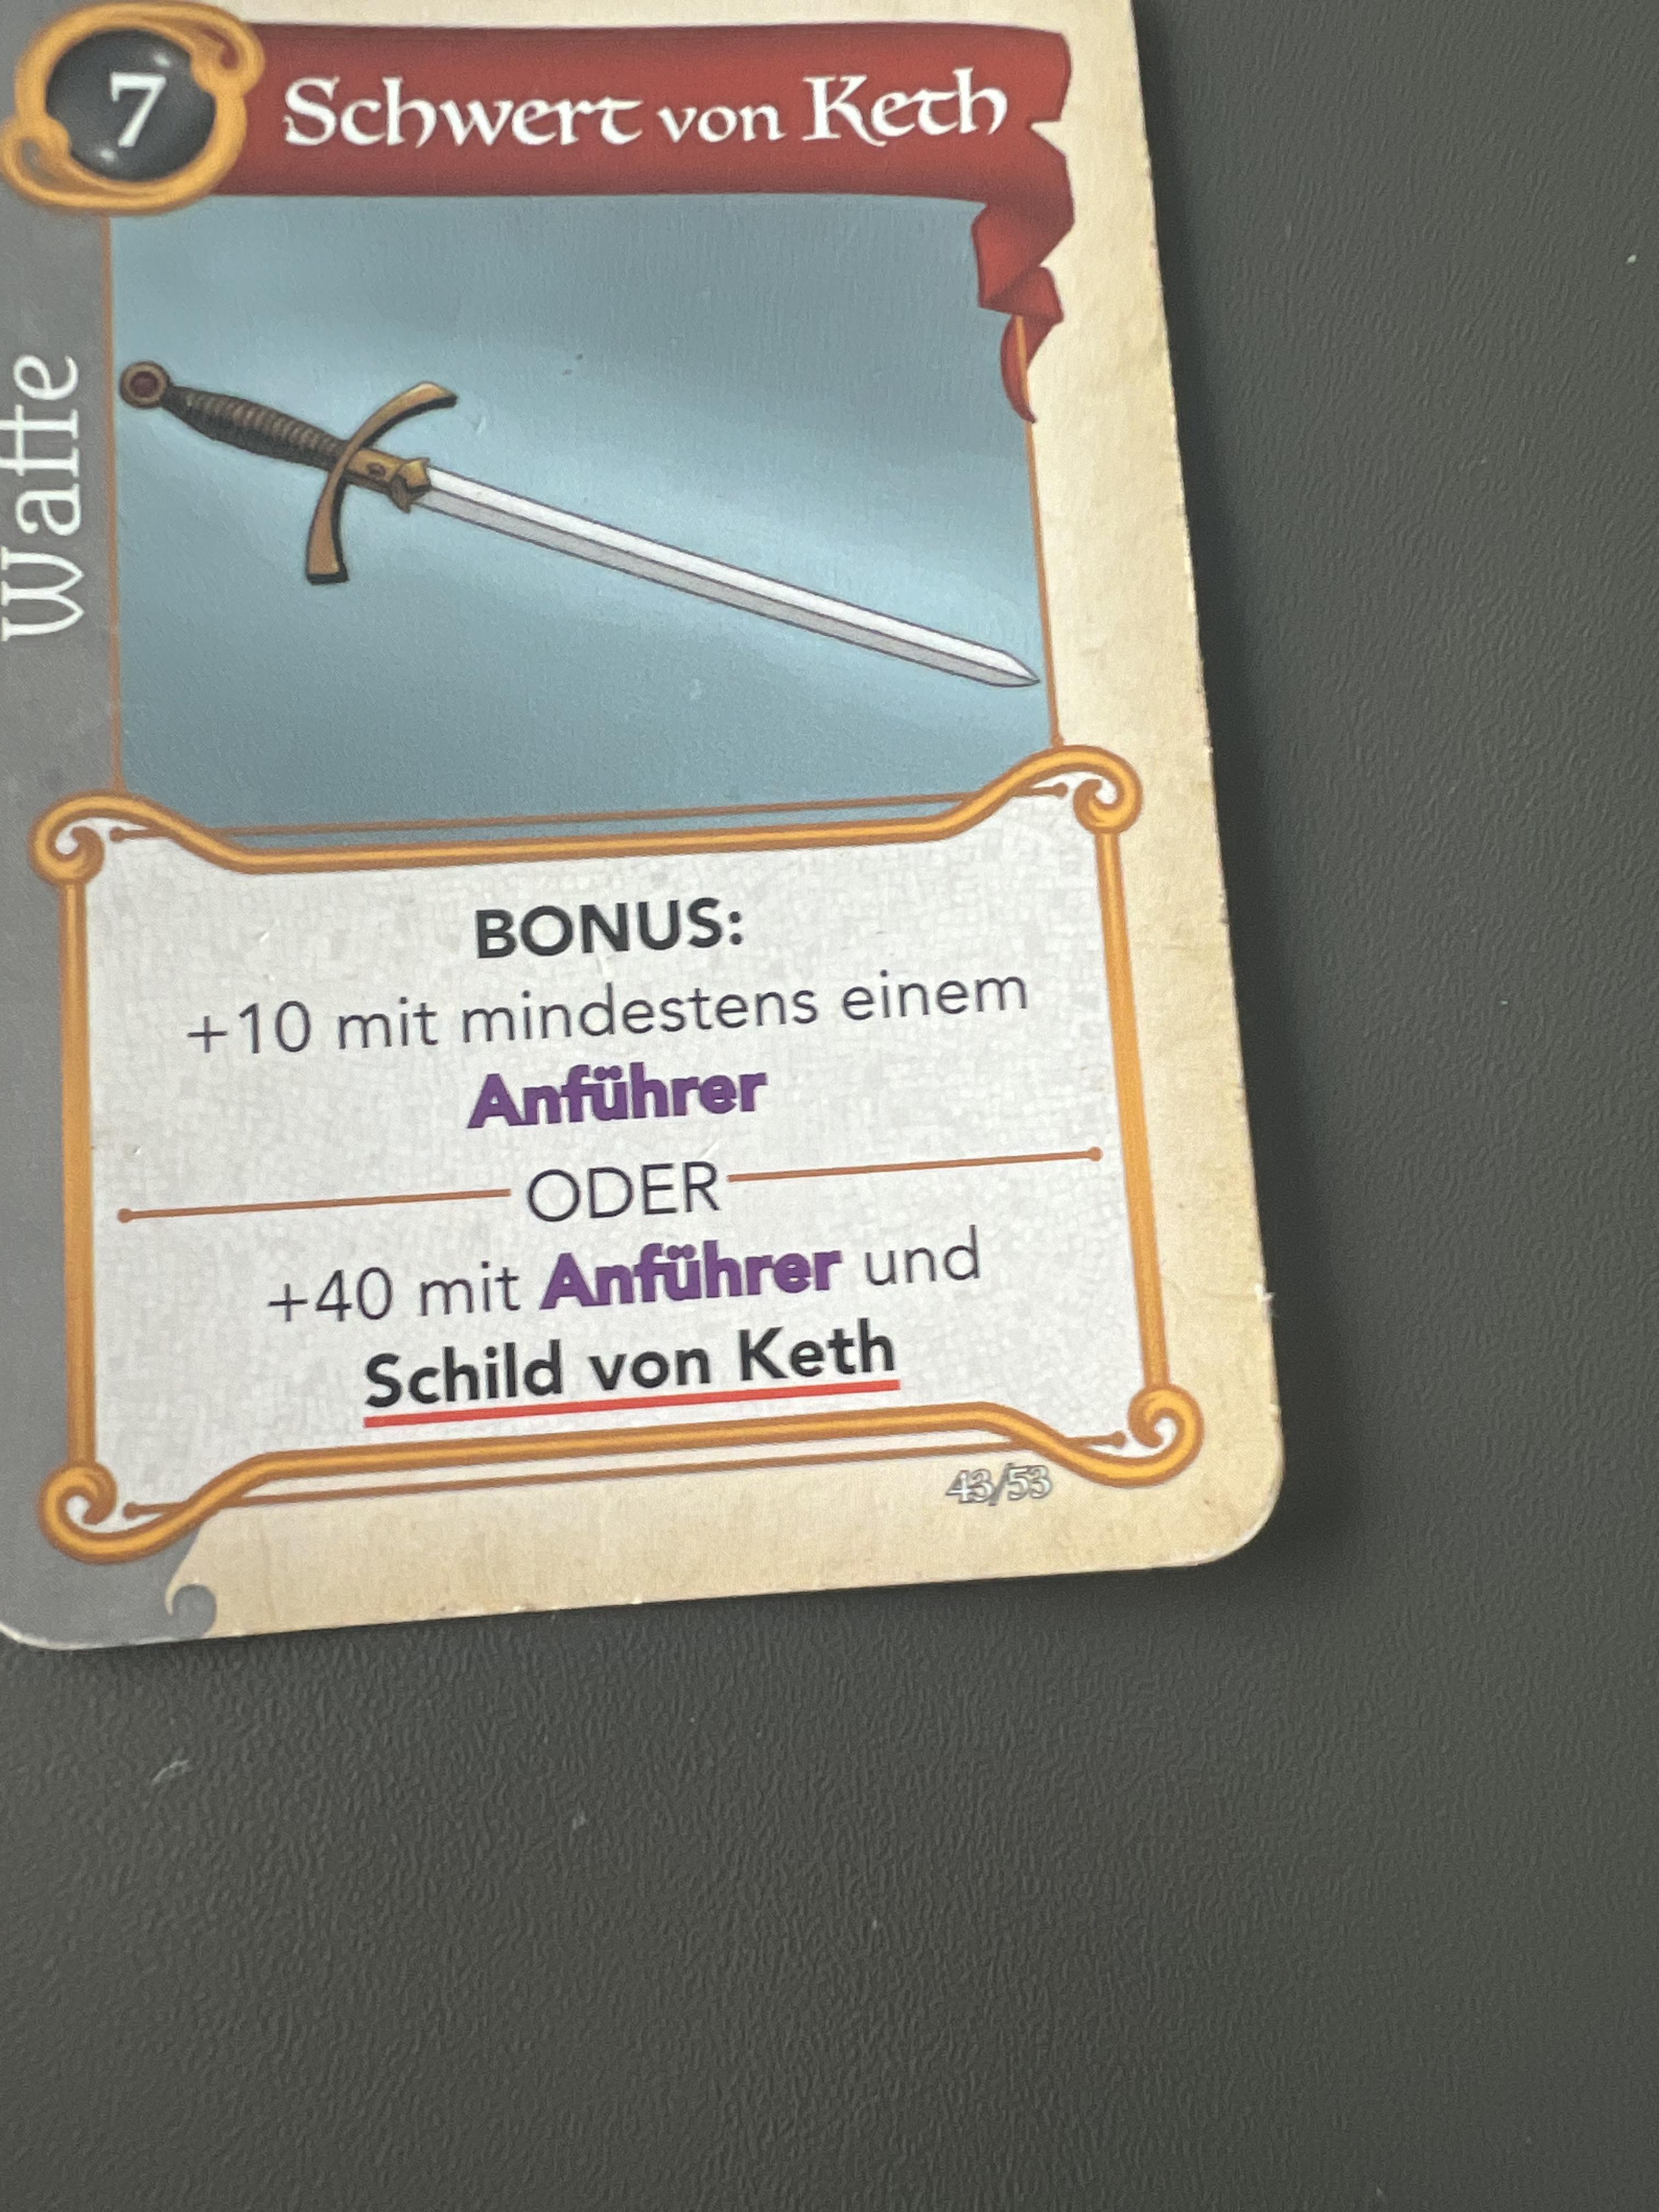 7
Schwert von Keth
Waffe
BONUS:
+10 mit mindestens einem
Anführer
ODER
+40 mit Anführer und
Schild von Keth
43/53